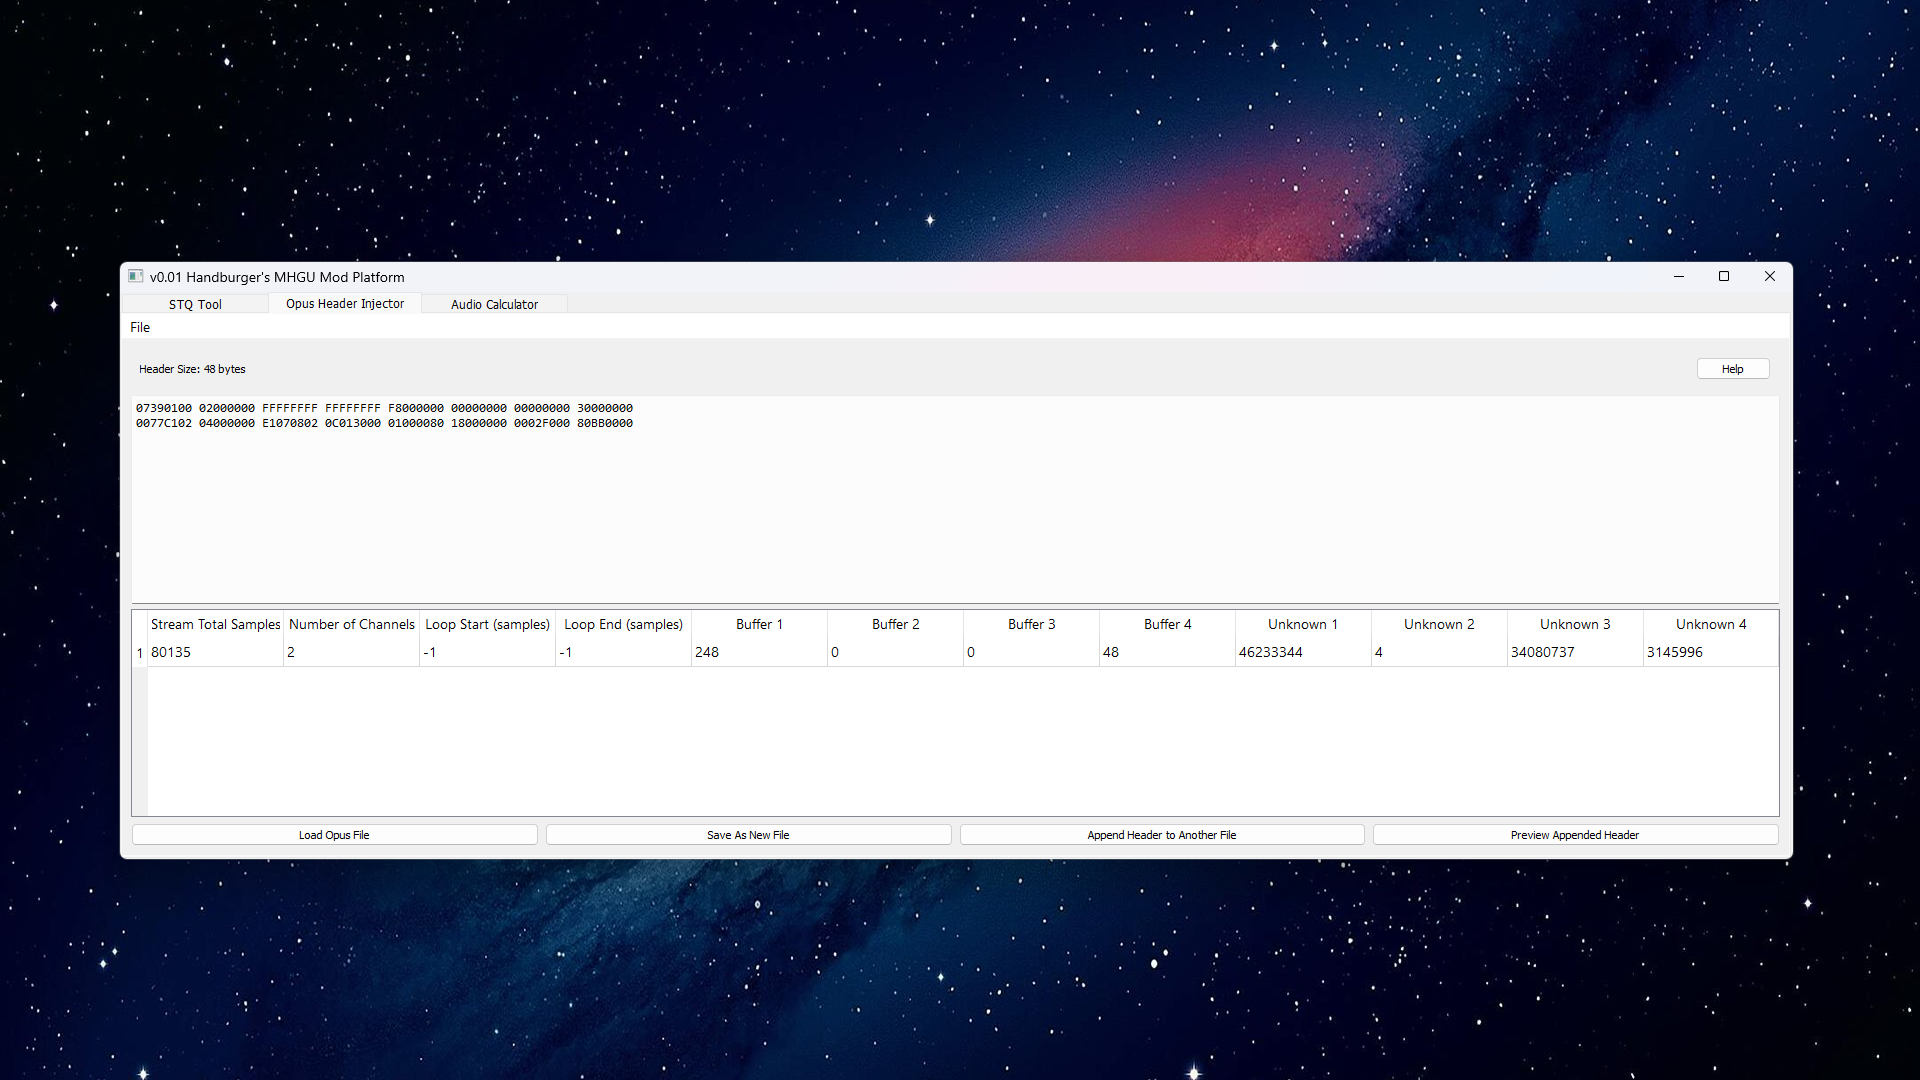 v0.01 Handburger's MHGU Mod Platform
STQ Tool Opus Header Injector Audio Calculator
File
Header Size: 48 bytes Help
07390100 02000000 FFFFFFFF FFFFFFFF F8000000 00000000 00000000 30000000
0077C102 04000000 E1070802 0C013000 01000080 18000000 0002F000 80BB0000
Stream Total Samples Number of Channels Loop Start (samples) Loop End (samples) Buffer 1 Buffer 2 Buffer 3 Buffer 4 Unknown 1 Unknown 2 Unknown 3 Unknown 4
1 80135 2 -1 -1 248 0 0 48 46233344 4 34080737 3145996
Load Opus File Save As New File Append Header to Another File Preview Appended Header